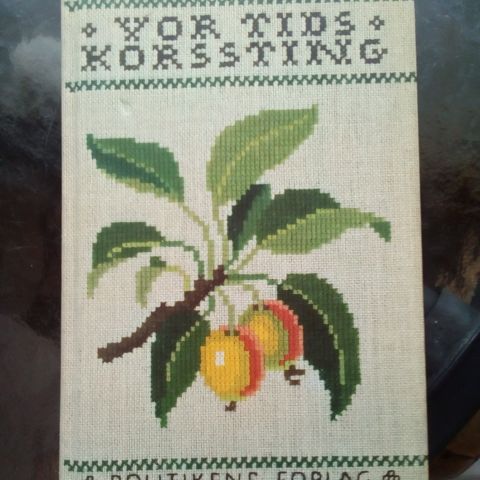 VOR TIDS
KORSSTING
POLITIKENS FORLAG